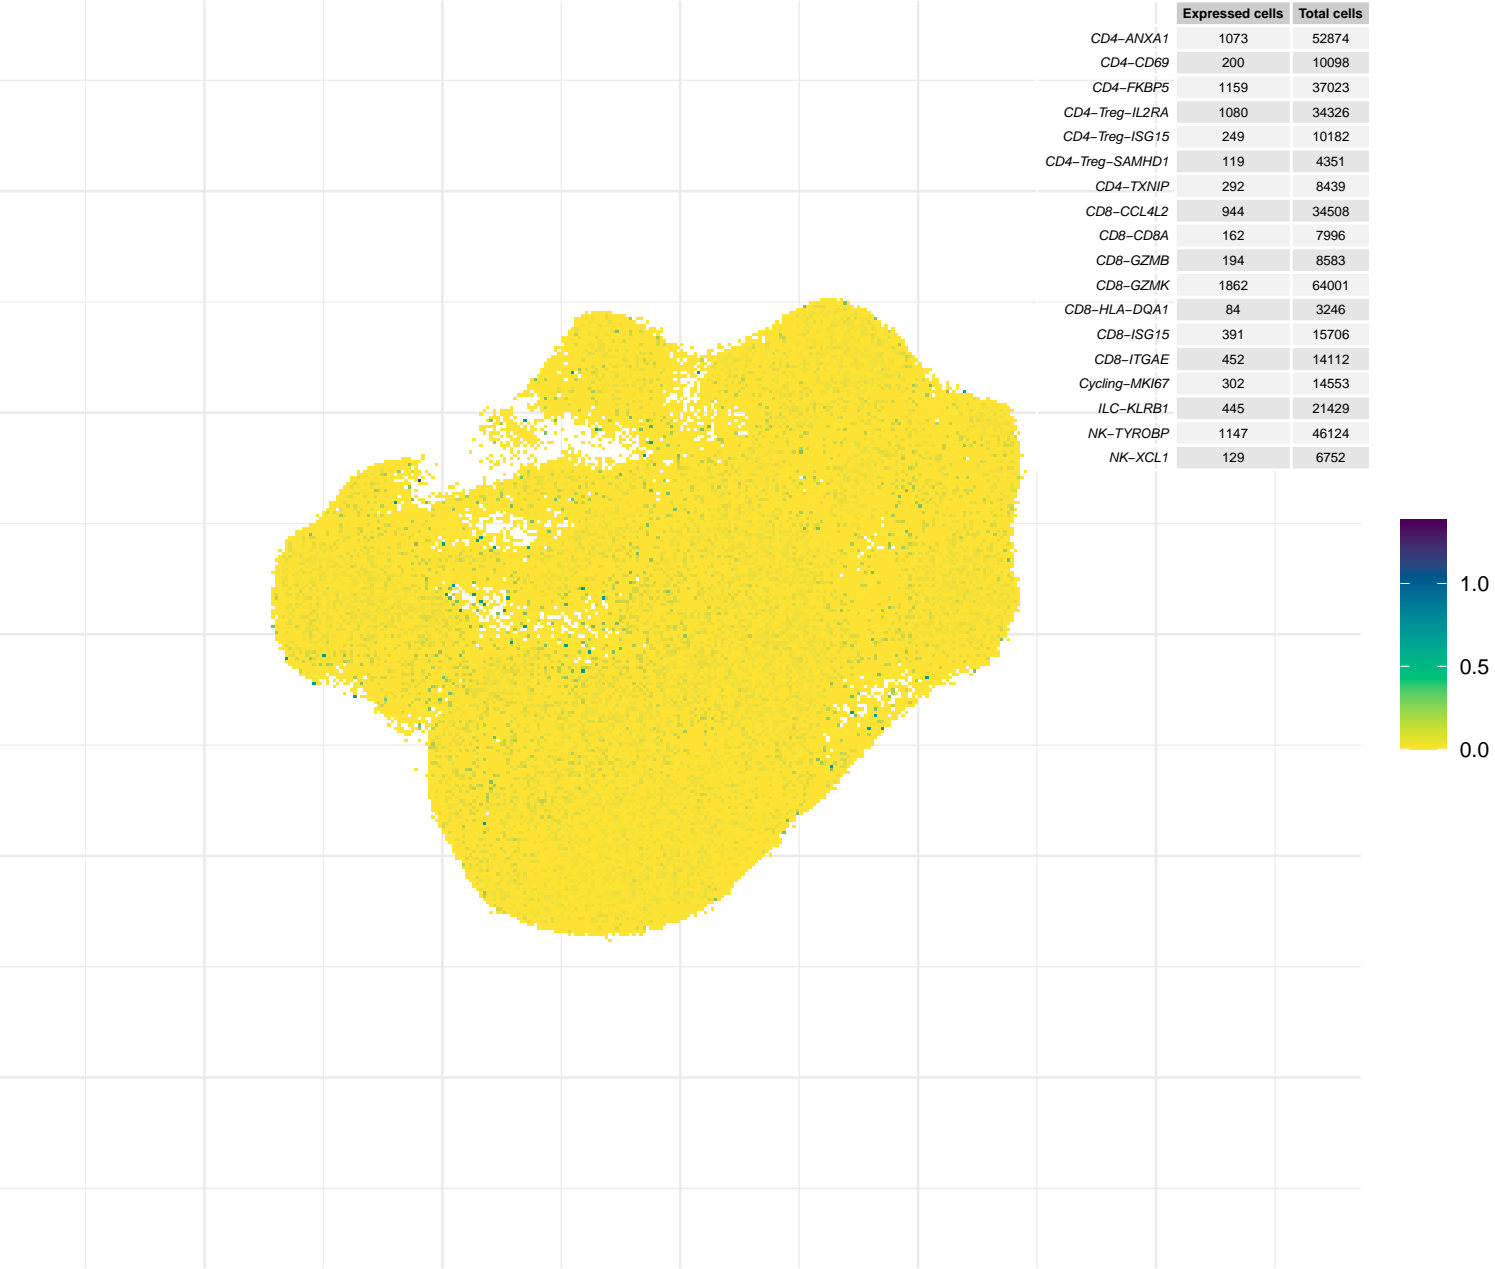 Expressed cells Total cells
CD4−ANXA1 1073 52874
CD4−CD69 200 10098
CD4−FKBP5 1159 37023
CD4−Treg−IL2RA 1080 34326
CD4−Treg−ISG15 249 10182
CD4−Treg−SAMHD1 119 4351
CD4−TXNIP 292 8439
CD8−CCL4L2 944 34508
CD8−CD8A 162 7996
CD8−GZMB 194 8583
CD8−GZMK 1862 64001
CD8−HLA−DQA1 84 3246
CD8−ISG15 391 15706
CD8−ITGAE 452 14112
Cycling−MKI67 302 14553
ILC−KLRB1 445 21429
NK−TYROBP 1147 46124
NK−XCL1 129 6752
1.0
0.5
0.0